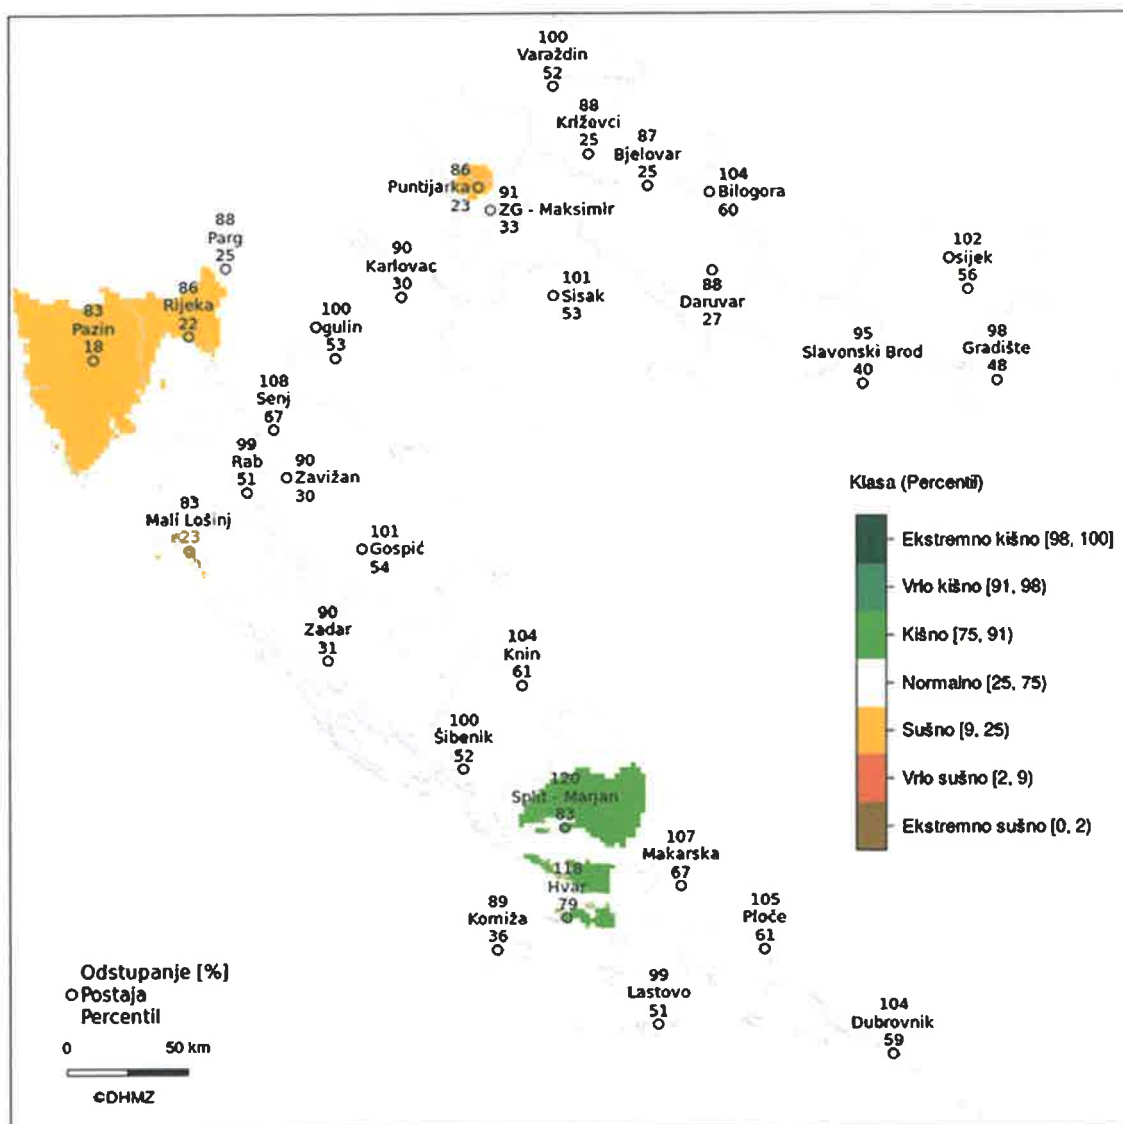 100
Varaždin
52
88
Križevci
25
87
Bjelovar
25
86
Puntijarka
23
91
ZG - Maksimir
33
104
Bilogora
60
88
Parg
25
90
Karlovac
30
102
Osijek
56
101
Sisak
53
88
Daruvar
27
86
Rijeka
22
83
Pazin
18
100
Ogulin
53
95
Slavonski Brod
40
98
Gradište
48
108
Senj
67
99
Rab
51
90
Zavižan
30
83
Mali Lošinj
23
101
Gospić
54
90
Zadar
31
104
Knin
61
100
Šibenik
52
120
Split - Marjan
83
107
Makarska
67
118
Hvar
79
89
Komiža
36
105
Ploče
61
99
Lastovo
51
104
Dubrovnik
59
Klasa (Percentil)
Ekstremno kišno [98, 100]
Vrlo kišno [91, 98)
Kišno [75, 91)
Normalno [25, 75)
Sušno [9, 25)
Vrlo sušno [2, 9)
Ekstremno sušno [0, 2)
Odstupanje [%]
Postaja
Percentil
0 50 km
©DHMZ